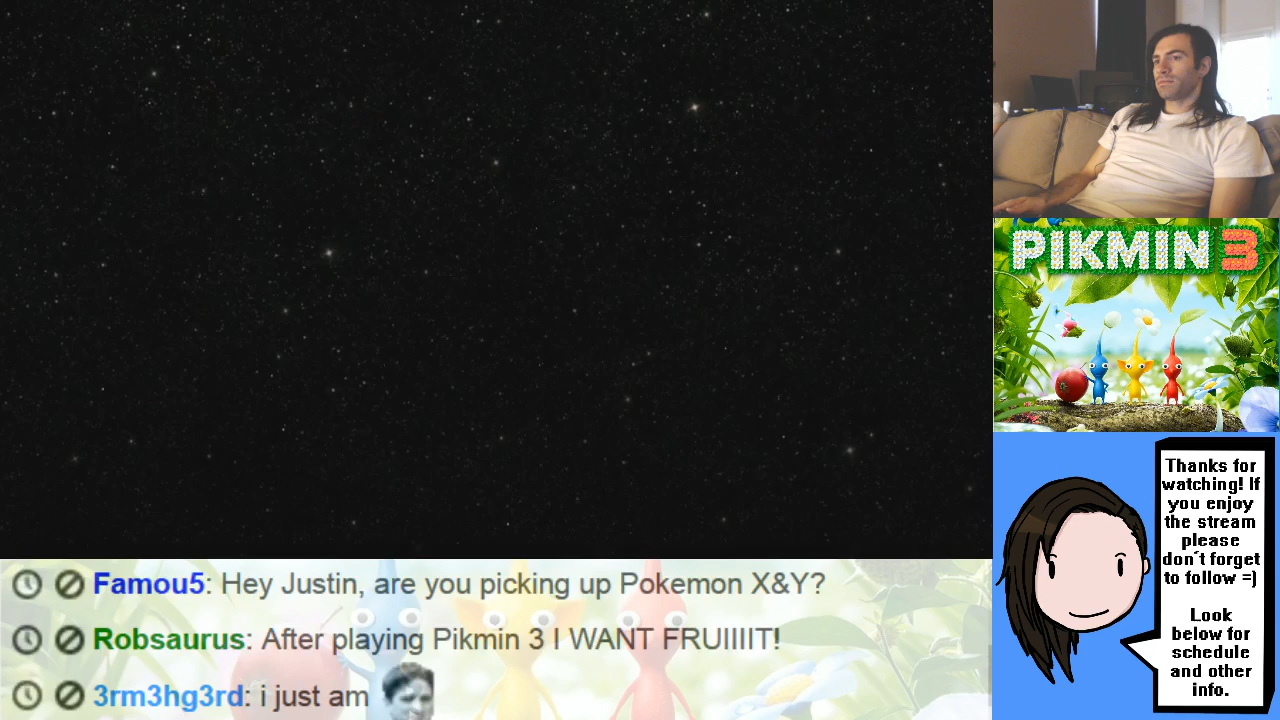 PIKMIN 3
Thanks for
watching! If
you enjoy
the stream
please
don´t forget
to follow =)
Look
below for
schedule
and other
info.
Famou5: Hey Justin, are you picking up Pokemon X&Y?
Robsaurus: After playing Pikmin 3 I WANT FRUIIIIT!
3rm3hg3rd: i just am